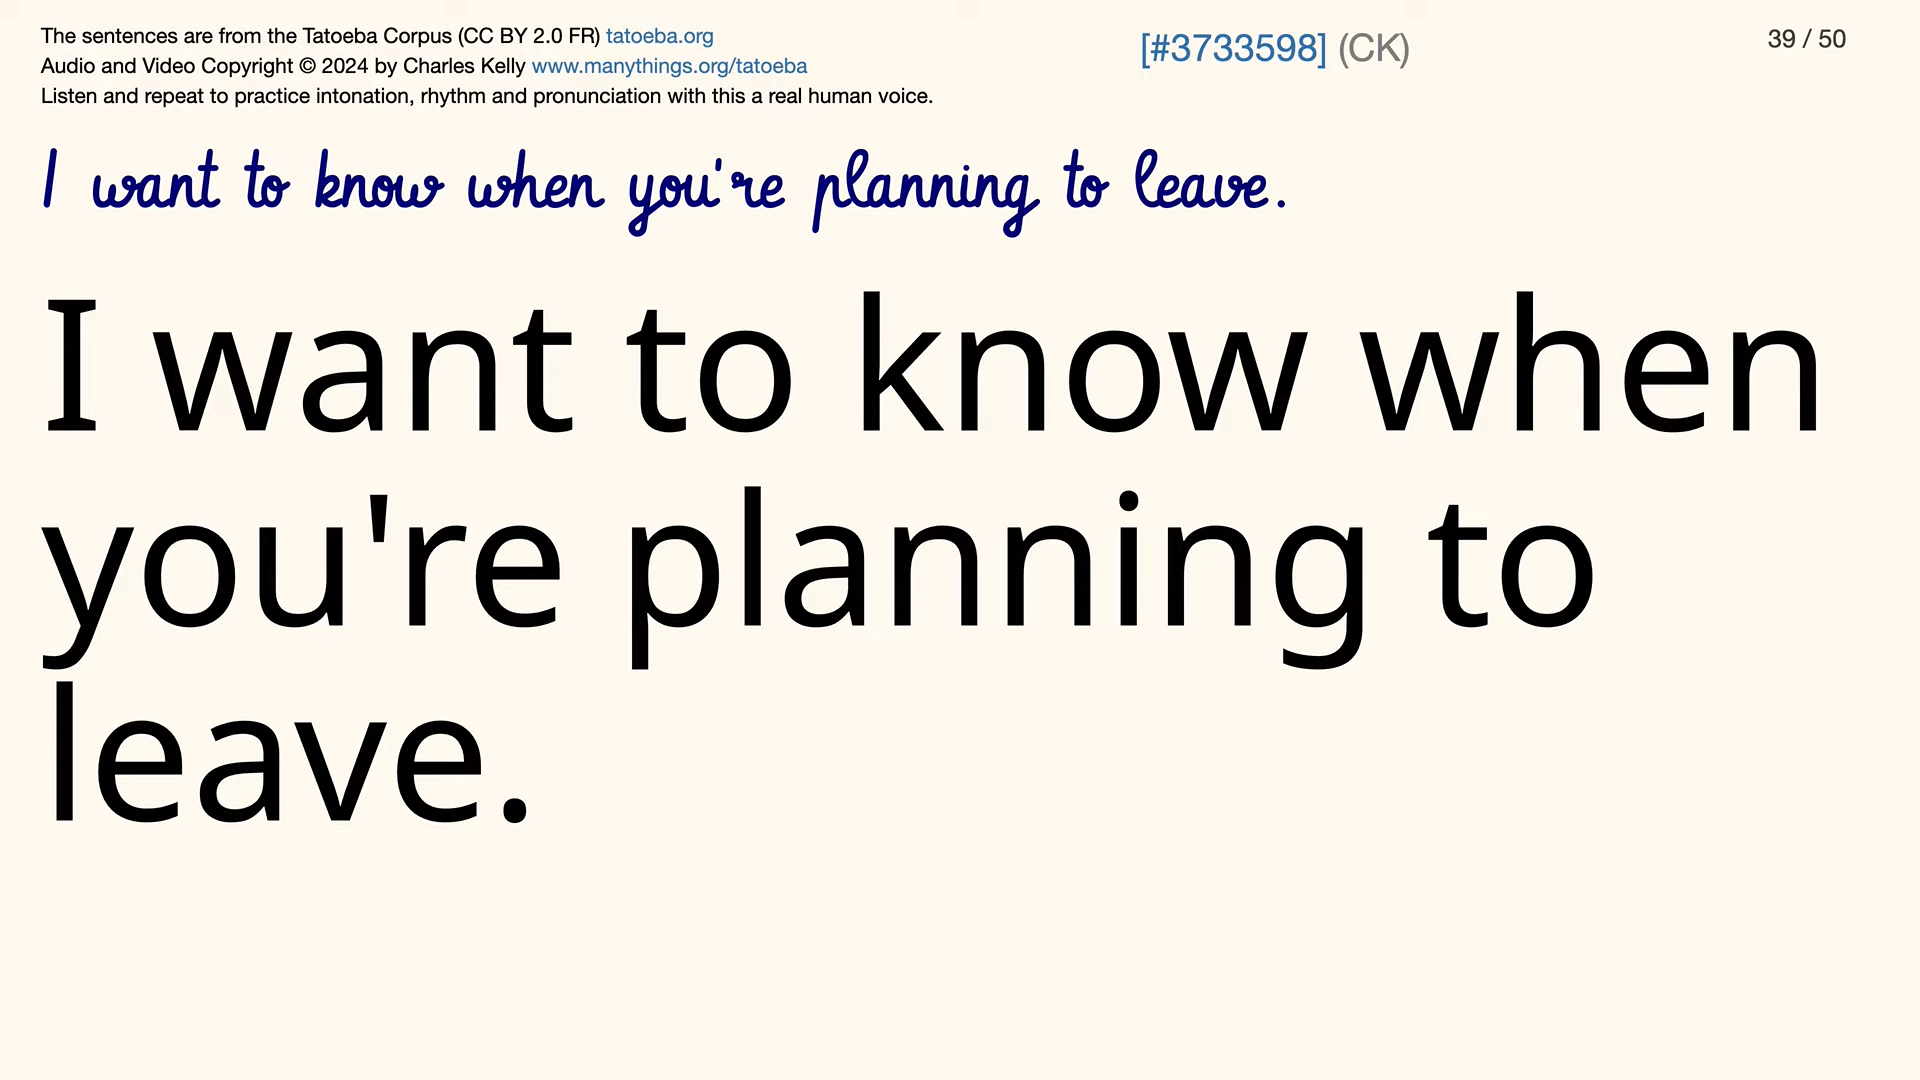 The sentences are from the Tatoeba Corpus (CC BY 2.0 FR) tatoeba.org
Audio and Video Copyright © 2024 by Charles Kelly www.manythings.org/tatoeba
Listen and repeat to practice intonation, rhythm and pronunciation with this a real human voice.
[#3733598] (CK)
39 / 50
I want to know when you're planning to leave.
I want to know when
you're planning to
leave.